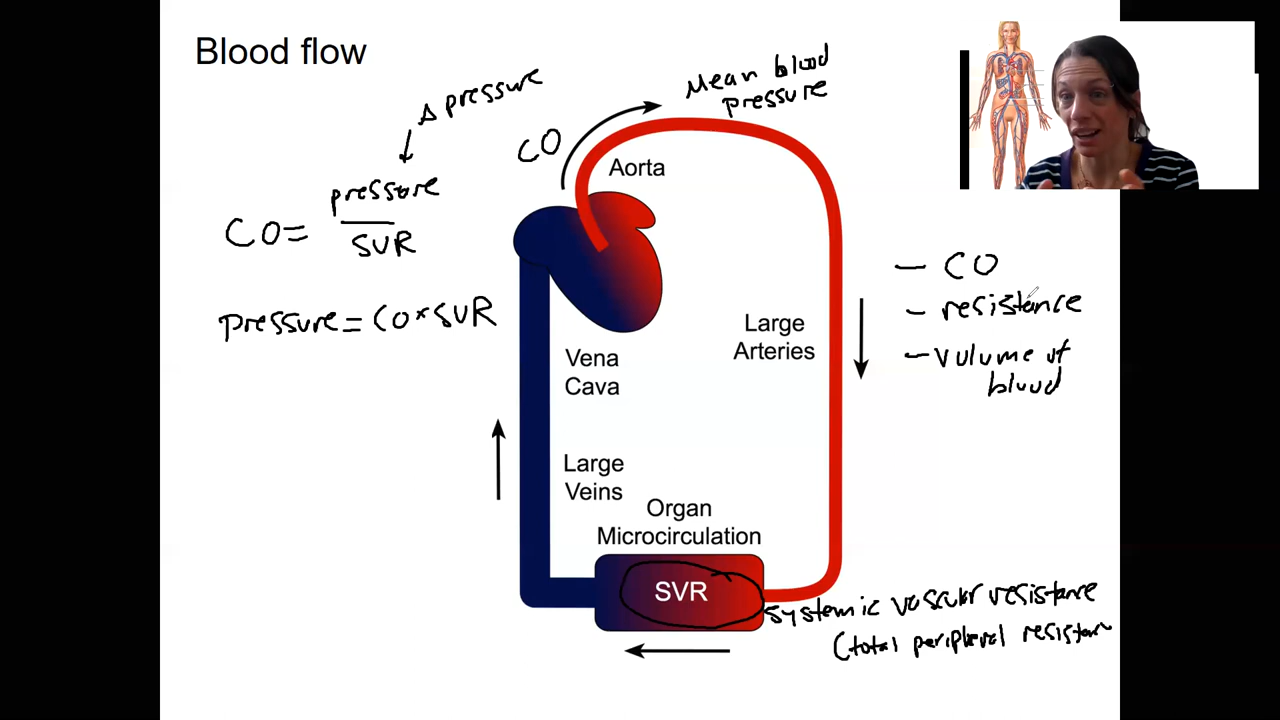 Blood flow
Δ pressure
Mean blood
pressure
CO
Aorta
pressure
CO=
SVR
pressure = CO * SVR
- CO
- resistance
- volume of
blood
Large
Arteries
Vena
Cava
Large
Veins
Organ
Microcirculation
SVR
systemic vascular resistance
(total peripheral resistan